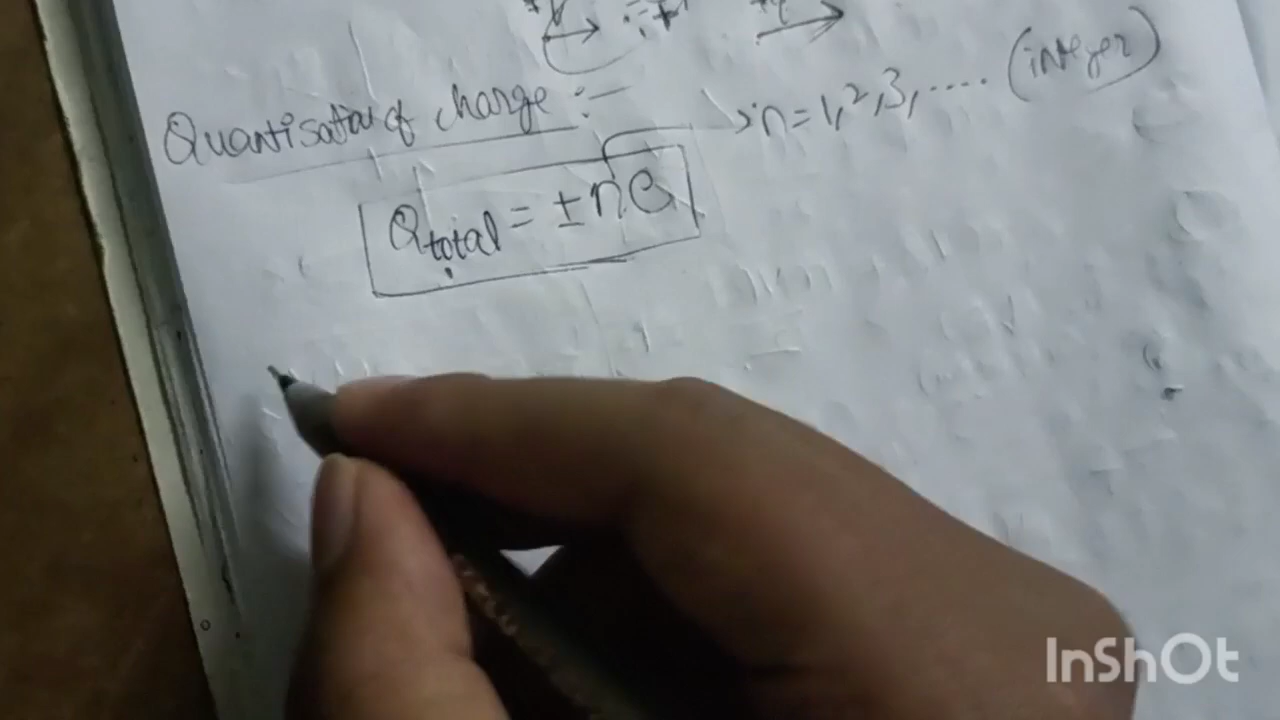 Quantisation of charge :-
→ n = 1, 2, 3, .... (integer)
Qtotal = ± ne
InShOt